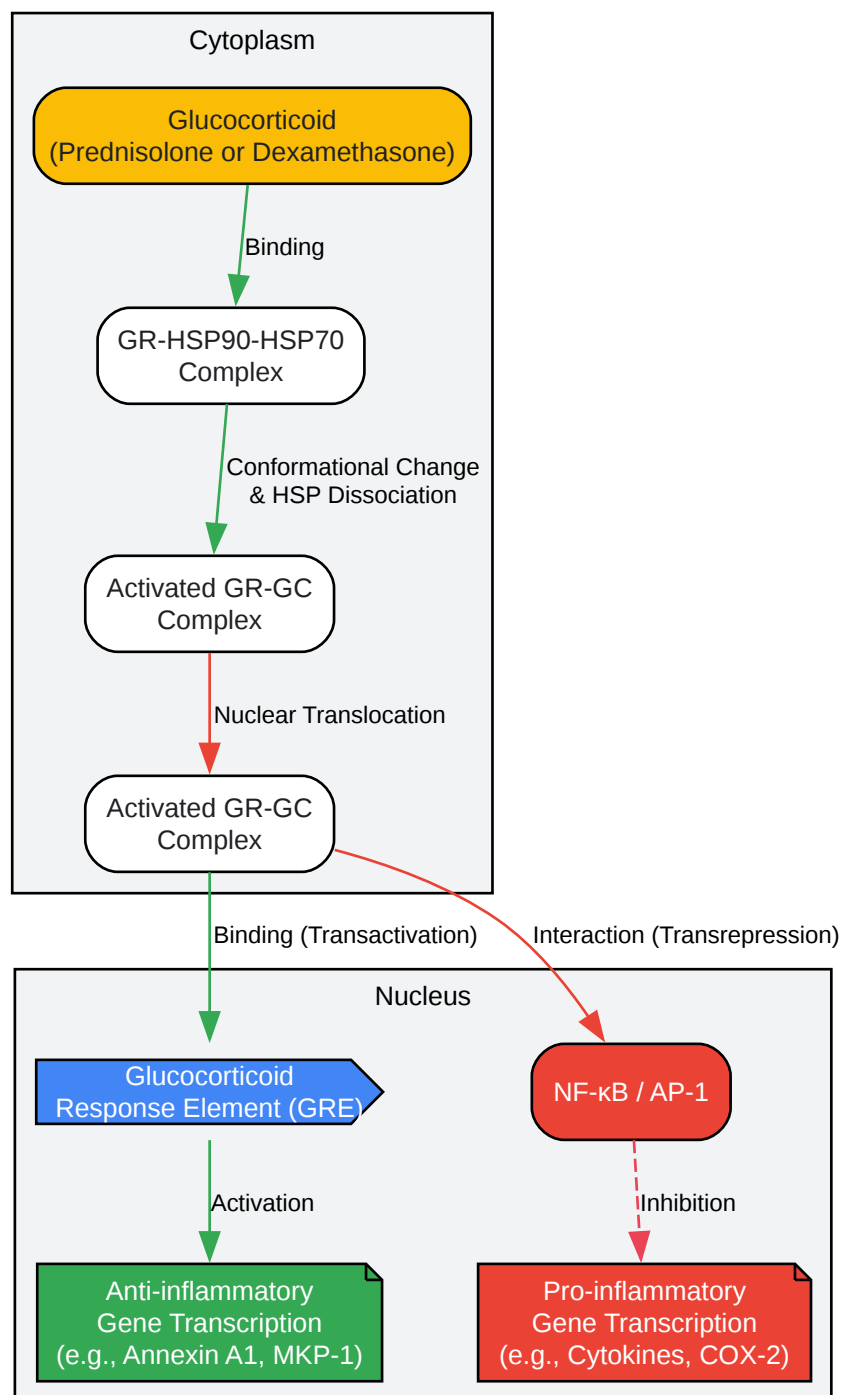 Cytoplasm
Glucocorticoid
(Prednisolone or Dexamethasone)
Binding
GR-HSP90-HSP70
Complex
Conformational Change
& HSP Dissociation
Activated GR-GC
Complex
Nuclear Translocation
Activated GR-GC
Complex
Binding (Transactivation)
Interaction (Transrepression)
Nucleus
Glucocorticoid
Response Element (GRE)
NF-κB / AP-1
Activation
Inhibition
Anti-inflammatory
Gene Transcription
(e.g., Annexin A1, MKP-1)
Pro-inflammatory
Gene Transcription
(e.g., Cytokines, COX-2)